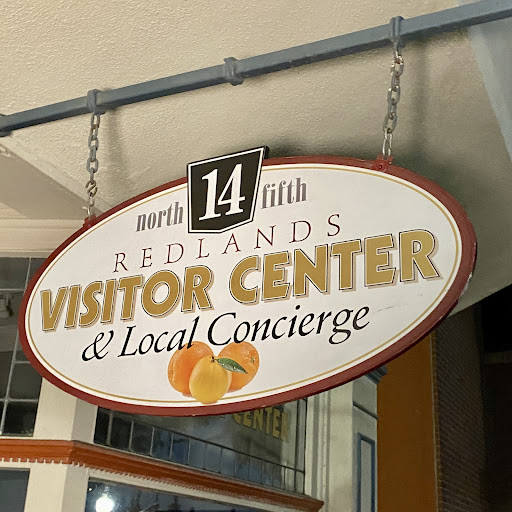 north 14 fifth
REDLANDS
VISITOR CENTER
& Local Concierge
CENTER